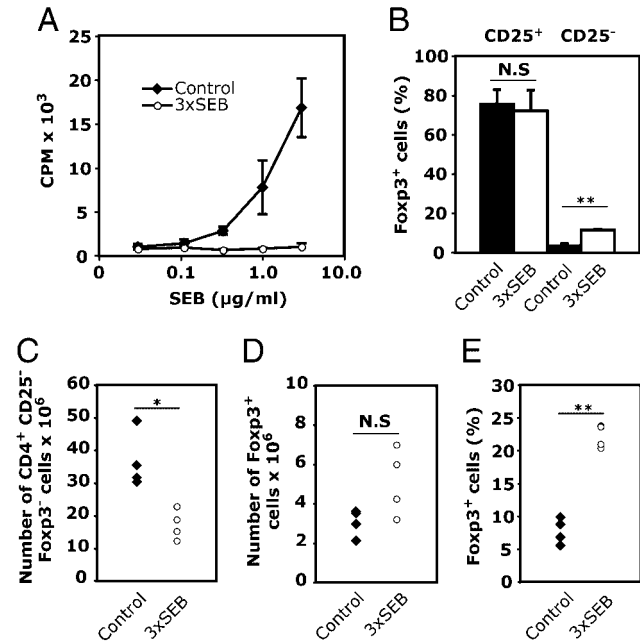 A
25
20
15
10
5
0
CPM x 10³
Control
3xSEB
0
0.1
1.0
10.0
SEB (µg/ml)
B
CD25⁺ CD25⁻
100
80
60
40
20
0
Foxp3⁺ cells (%)
N.S
**
Control
3xSEB
Control
3xSEB
C
60
50
40
30
20
10
0
Number of CD4⁺ CD25⁻
Foxp3⁻ cells x 10⁶
*
Control
3xSEB
D
10
8
6
4
2
0
Number of Foxp3⁺
cells x 10⁶
N.S
Control
3xSEB
E
30
25
20
15
10
5
0
Foxp3⁺ cells (%)
**
Control
3xSEB